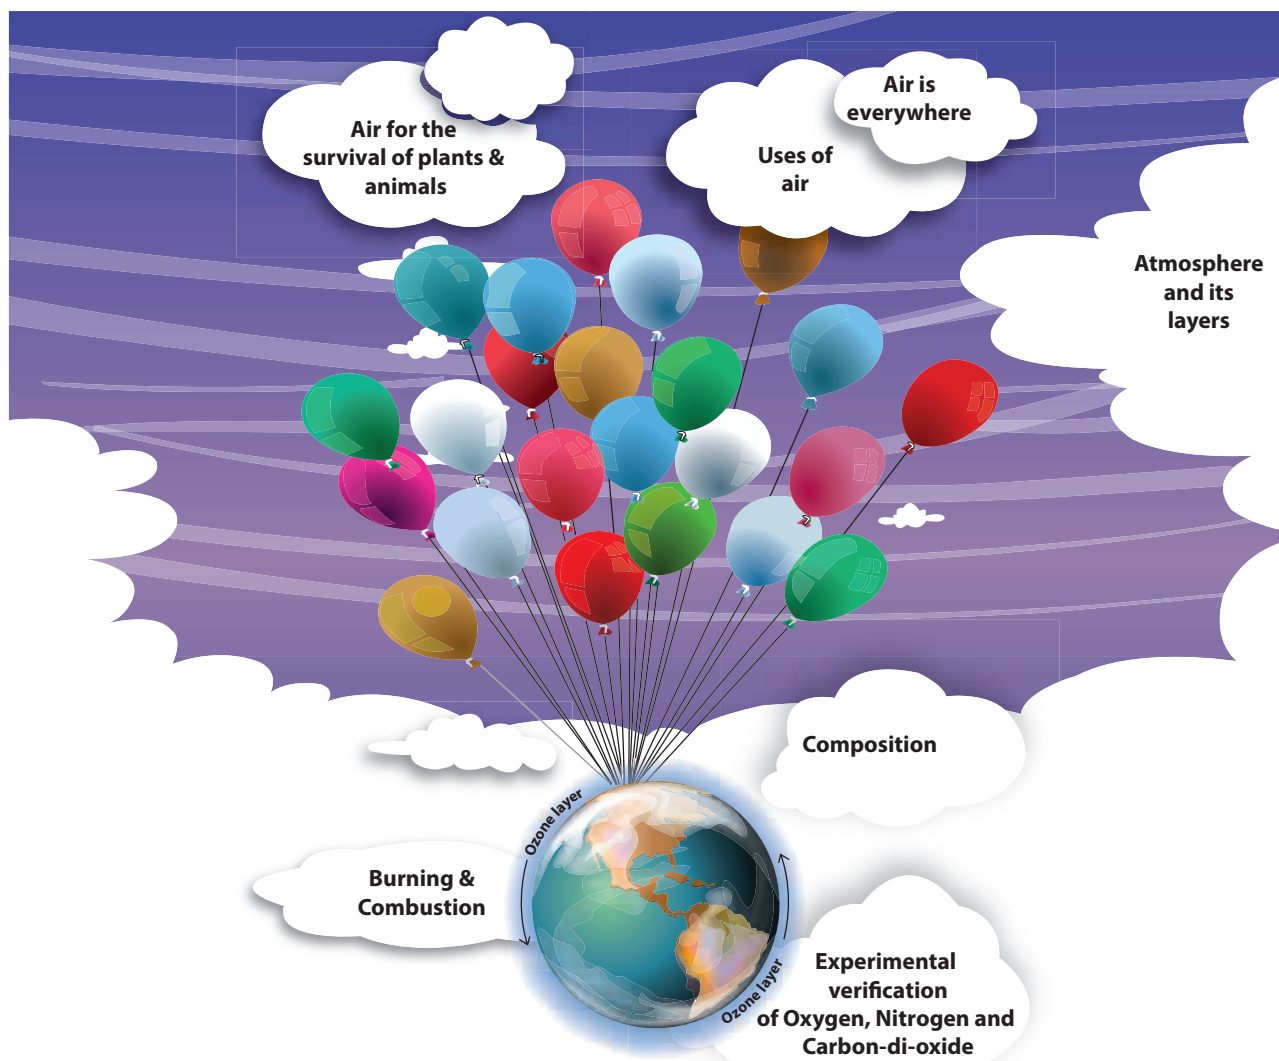 Air for the
survival of plants &
animals
Air is
everywhere
Uses of
air
Atmosphere
and its
layers
Composition
Ozone layer
Burning &
Combustion
Ozone layer
Experimental
verification
of Oxygen, Nitrogen and
Carbon-di-oxide